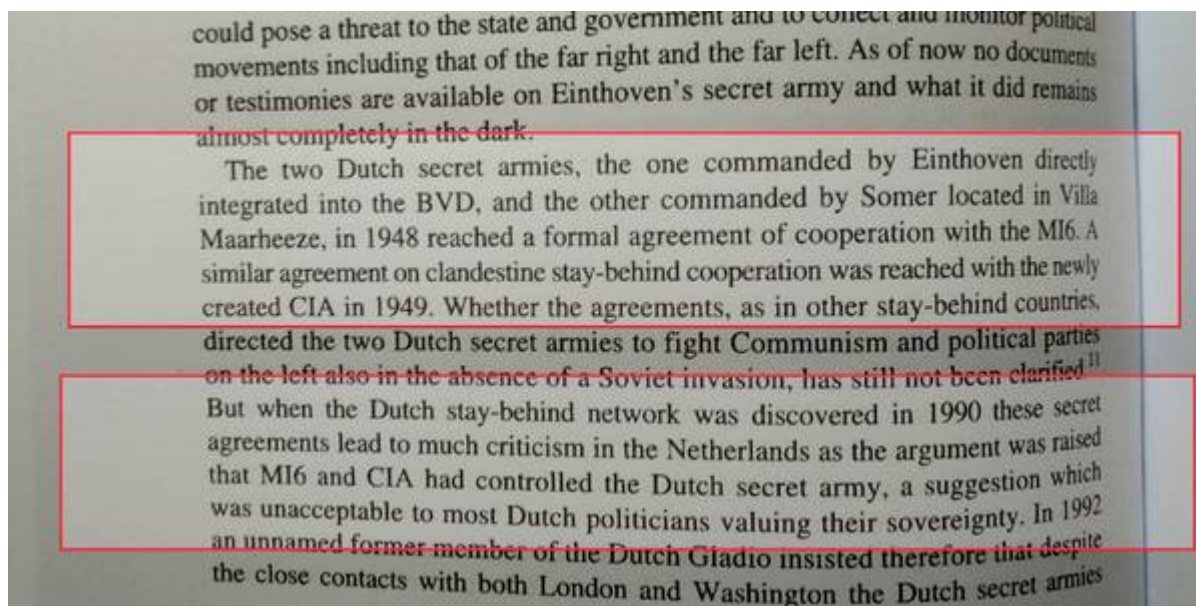 could pose a threat to the state and government and to collect and monitor political
movements including that of the far right and the far left. As of now no documents
or testimonies are available on Einthoven's secret army and what it did remains
almost completely in the dark.
The two Dutch secret armies, the one commanded by Einthoven directly
integrated into the BVD, and the other commanded by Somer located in Villa
Maarheeze, in 1948 reached a formal agreement of cooperation with the MI6. A
similar agreement on clandestine stay-behind cooperation was reached with the newly
created CIA in 1949. Whether the agreements, as in other stay-behind countries,
directed the two Dutch secret armies to fight Communism and political parties
on the left also in the absence of a Soviet invasion, has still not been clarified11
But when the Dutch stay-behind network was discovered in 1990 these secret
agreements lead to much criticism in the Netherlands as the argument was raised
that MI6 and CIA had controlled the Dutch secret army, a suggestion which
was unacceptable to most Dutch politicians valuing their sovereignty. In 1992
an unnamed former member of the Dutch Gladio insisted therefore that despite
the close contacts with both London and Washington the Dutch secret armies